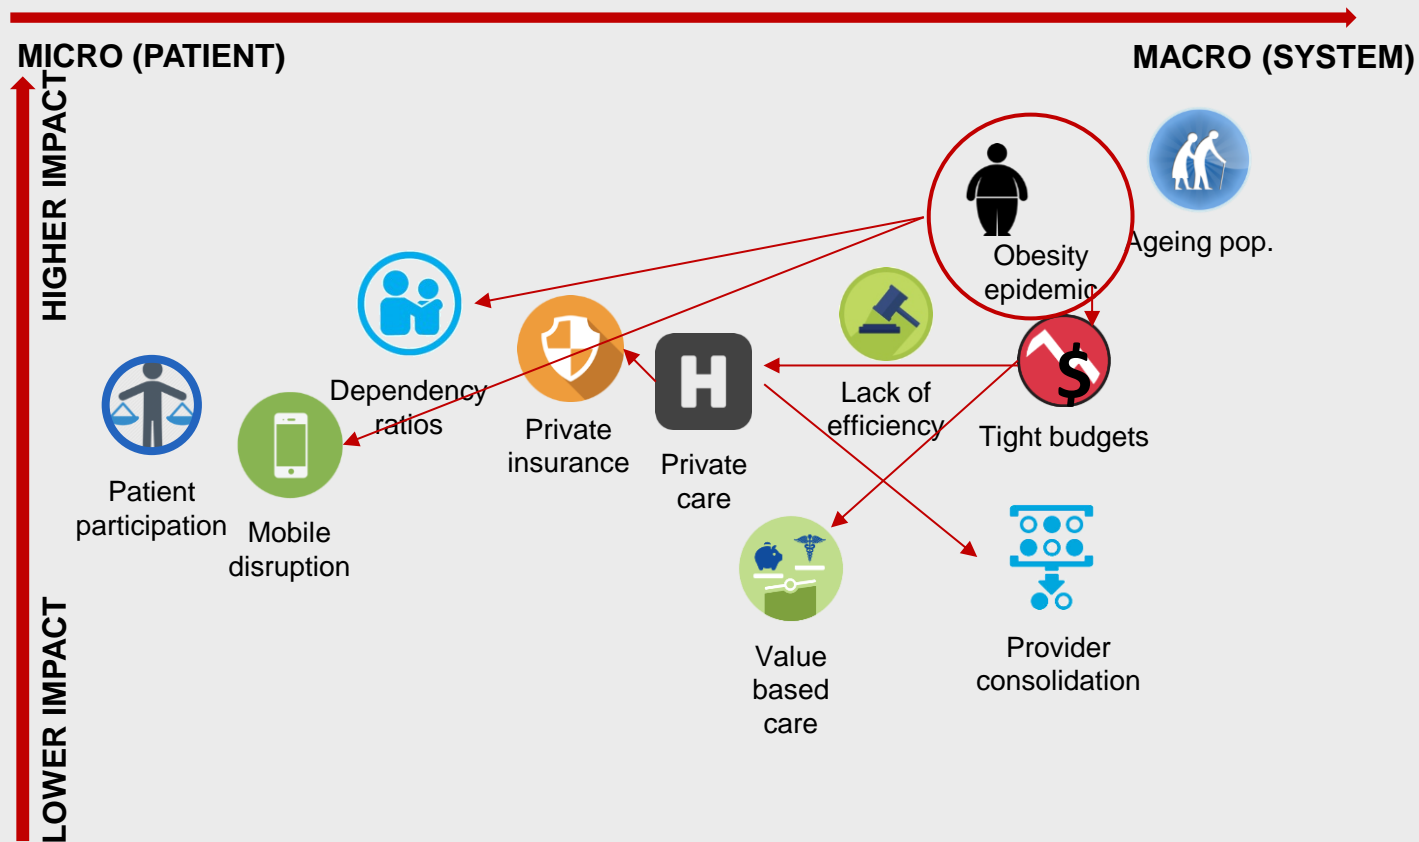 MICRO (PATIENT)
MACRO (SYSTEM)
HIGHER IMPACT
Ageing pop.
Obesity
epidemic
Dependency
ratios
Private
insurance
H
Private
care
Lack of
efficiency
$
Tight budgets
Patient
participation
Mobile
disruption
Value
based
care
Provider
consolidation
LOWER IMPACT